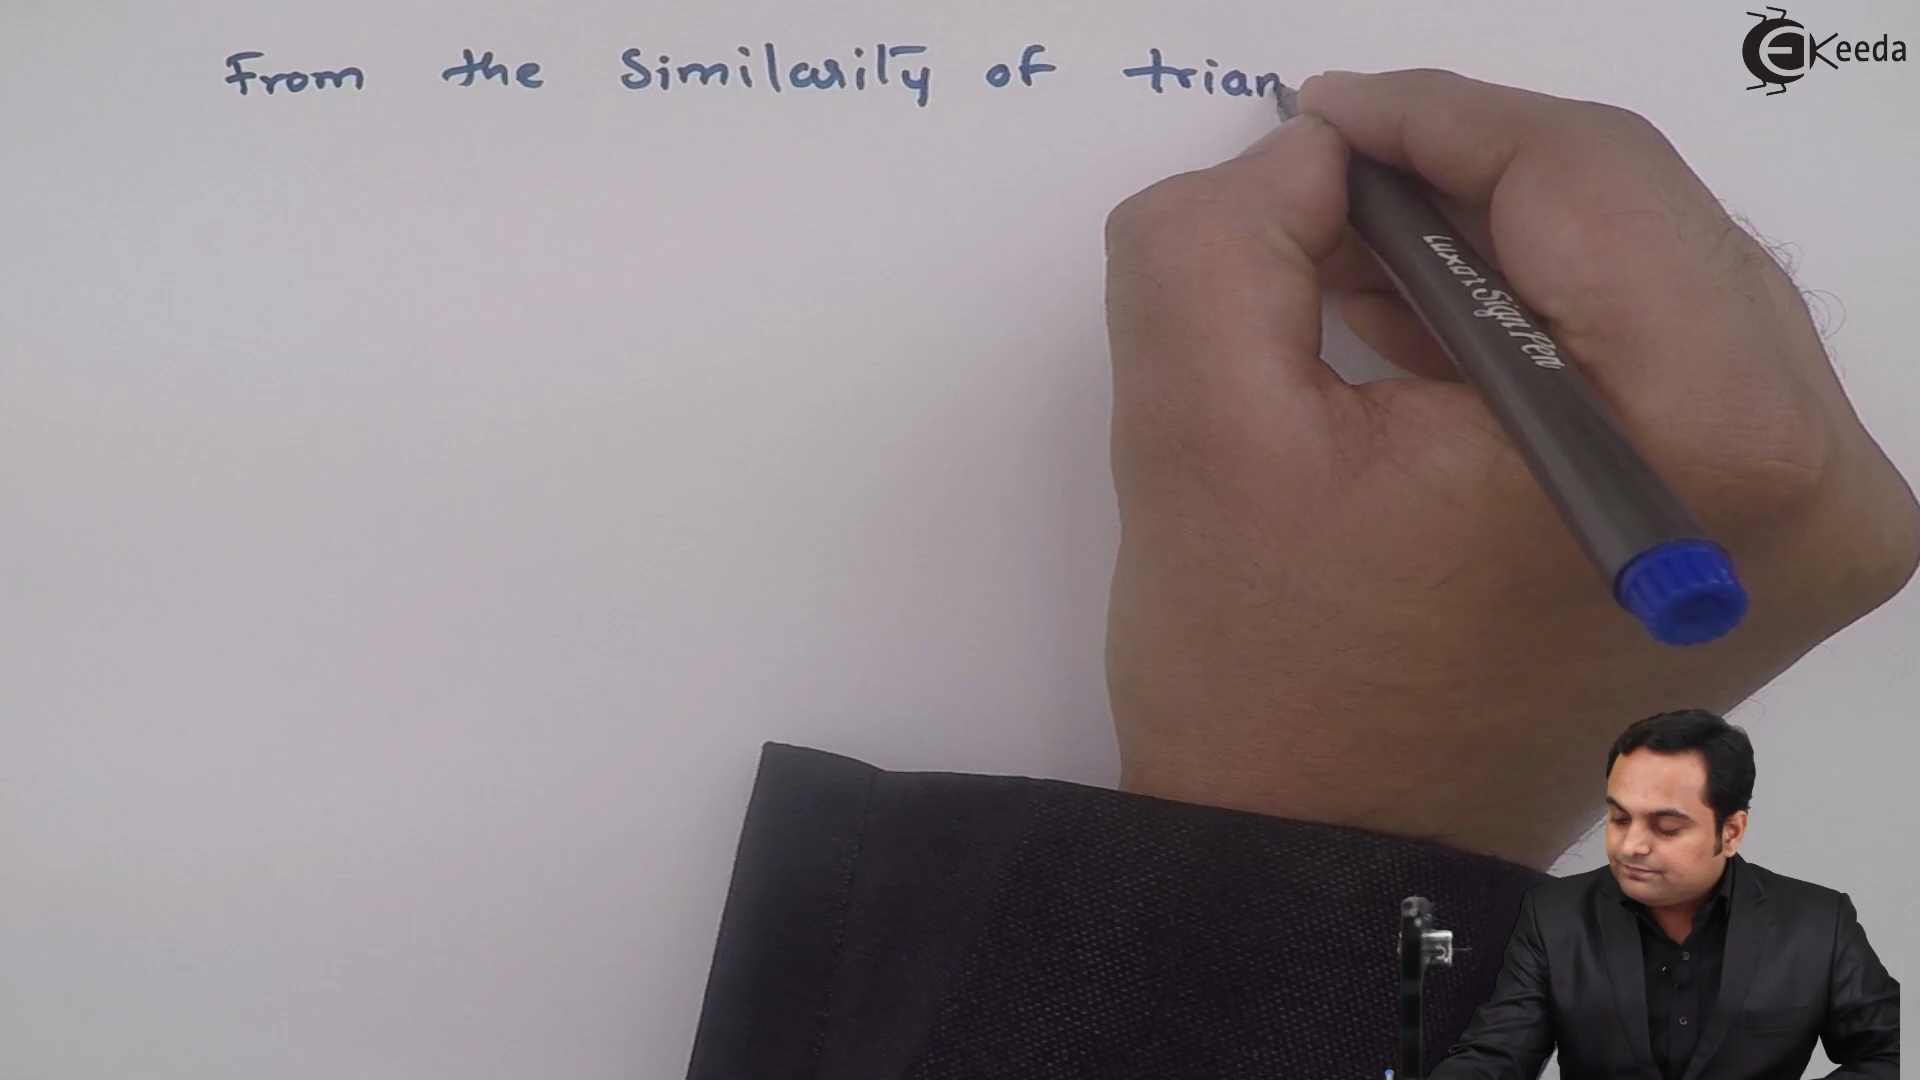 From the Similarity of trian
EKeeda
Luxor Sign Pen